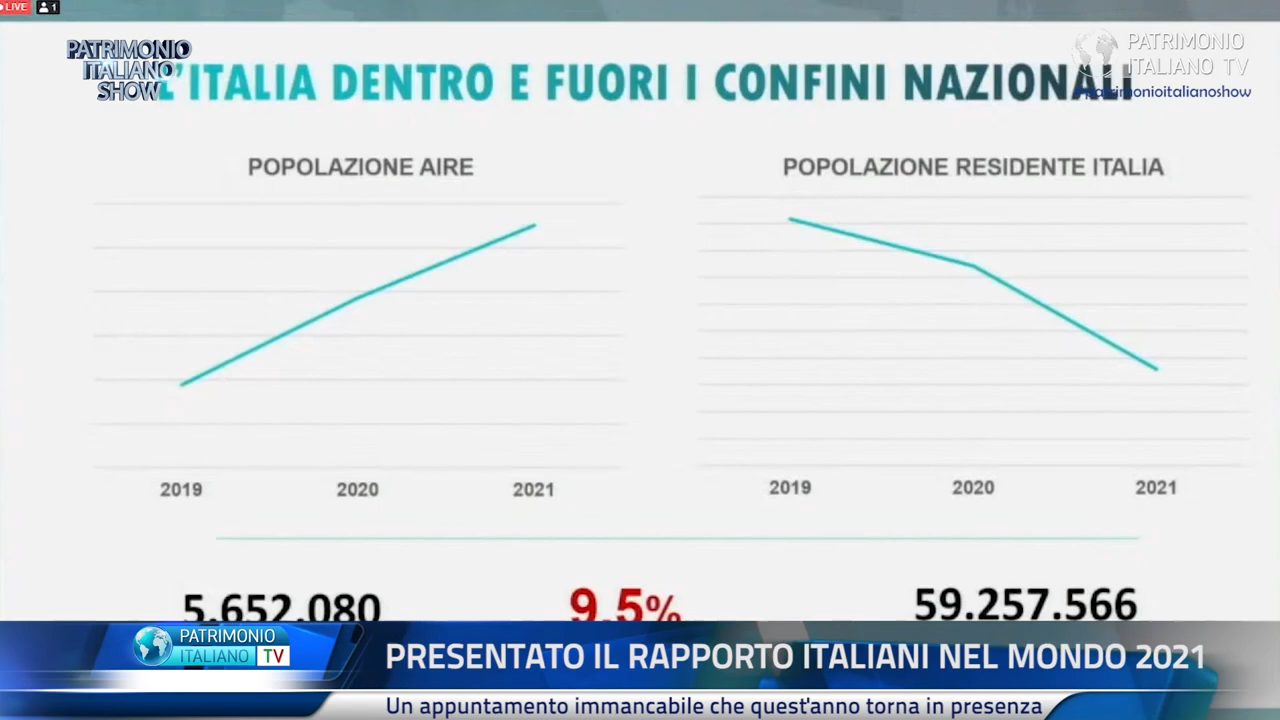 LIVE 1
PATRIMONIO
ITALIANO
SHOW
PATRIMONIO
ITALIANO TV
#patrimonioitalianoshow
L'ITALIA DENTRO E FUORI I CONFINI NAZIONALI
POPOLAZIONE AIRE
POPOLAZIONE RESIDENTE ITALIA
2019 2020 2021
2019 2020 2021
5.652.080 9,5% 59.257.566
PATRIMONIO
ITALIANO TV
PRESENTATO IL RAPPORTO ITALIANI NEL MONDO 2021
Un appuntamento immancabile che quest'anno torna in presenza